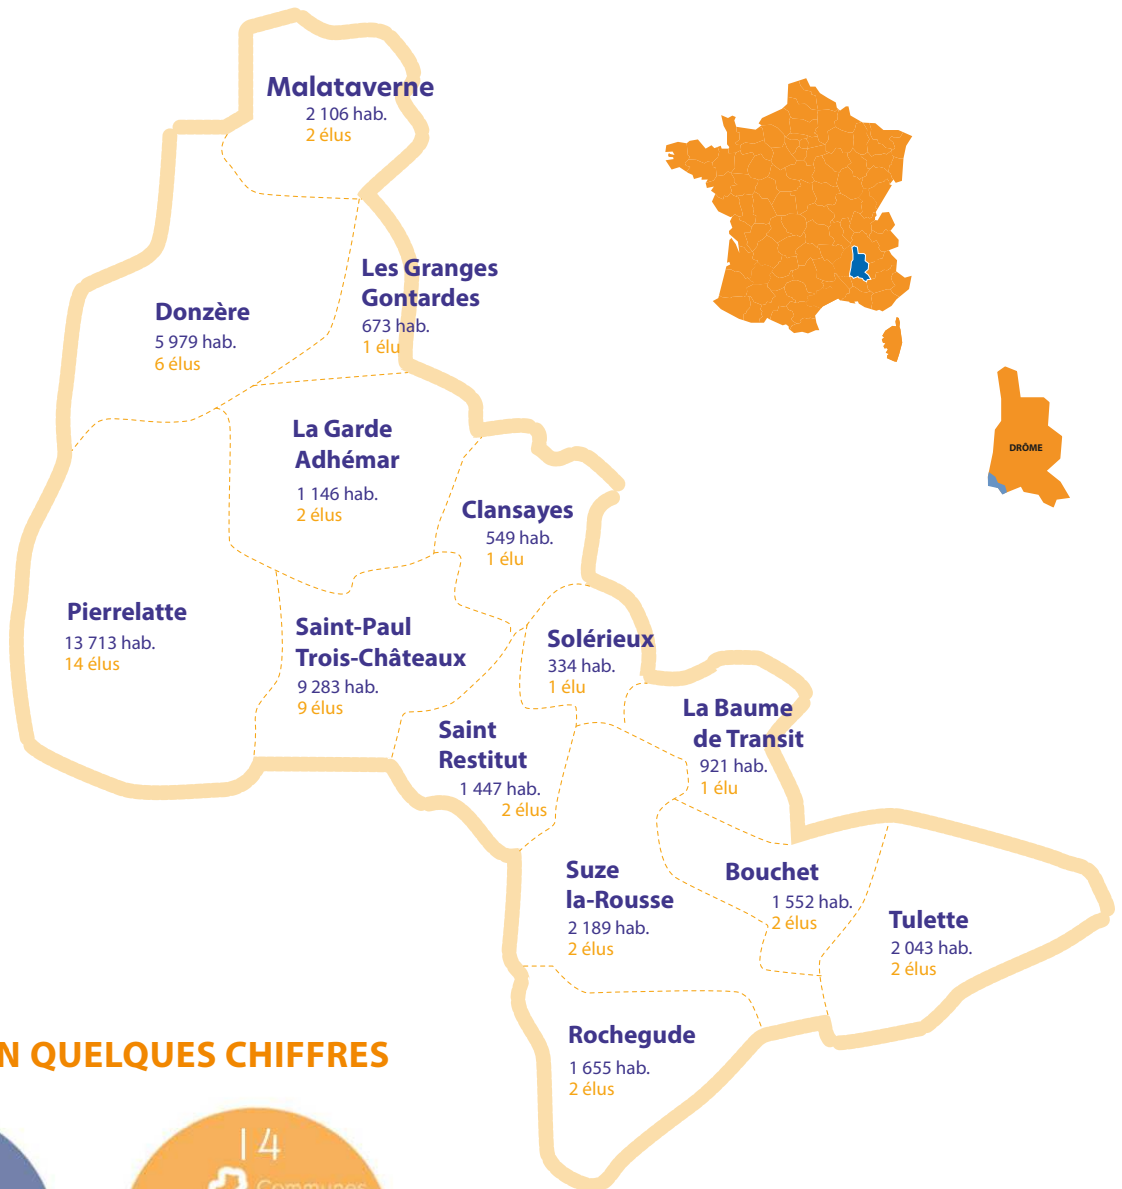 Malataverne
2 106 hab.
2 élus
Les Granges
Gontardes
673 hab.
1 élu
Donzère
5 979 hab.
6 élus
La Garde
Adhémar
1 146 hab.
2 élus
Clansayes
549 hab.
1 élu
DRÔME
Pierrelatte
13 713 hab.
14 élus
Saint-Paul
Trois-Châteaux
9 283 hab.
9 élus
Solérieux
334 hab.
1 élu
Saint
Restitut
1 447 hab.
2 élus
La Baume
de Transit
921 hab.
1 élu
Suze
la-Rousse
2 189 hab.
2 élus
Bouchet
1 552 hab.
2 élus
Tulette
2 043 hab.
2 élus
Rochegude
1 655 hab.
2 élus
N QUELQUES CHIFFRES
14
Communes